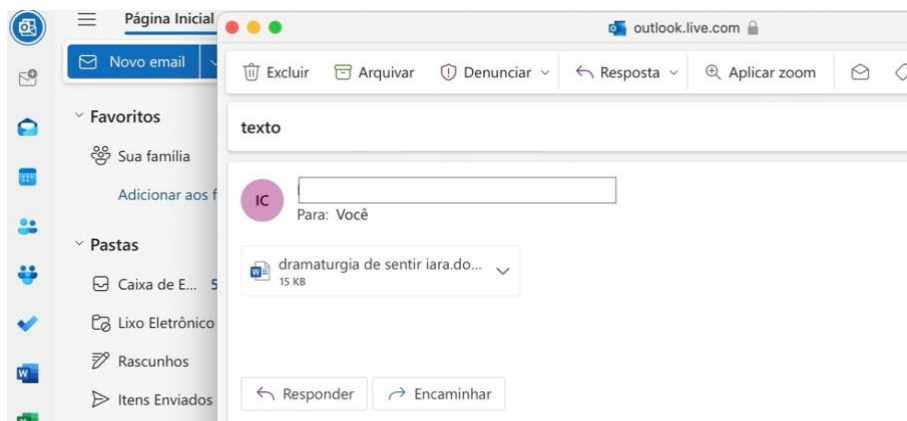 Página Inicial
outlook.live.com
Novo email
Excluir
Arquivar
Denunciar
Resposta
Aplicar zoom
Favoritos
texto
Sua família
Adicionar aos f
IC
Para: Você
Pastas
dramaturgia de sentir iara.do...
15 KB
Caixa de E... 5
Lixo Eletrônico
Rascunhos
Itens Enviados
Responder
Encaminhar